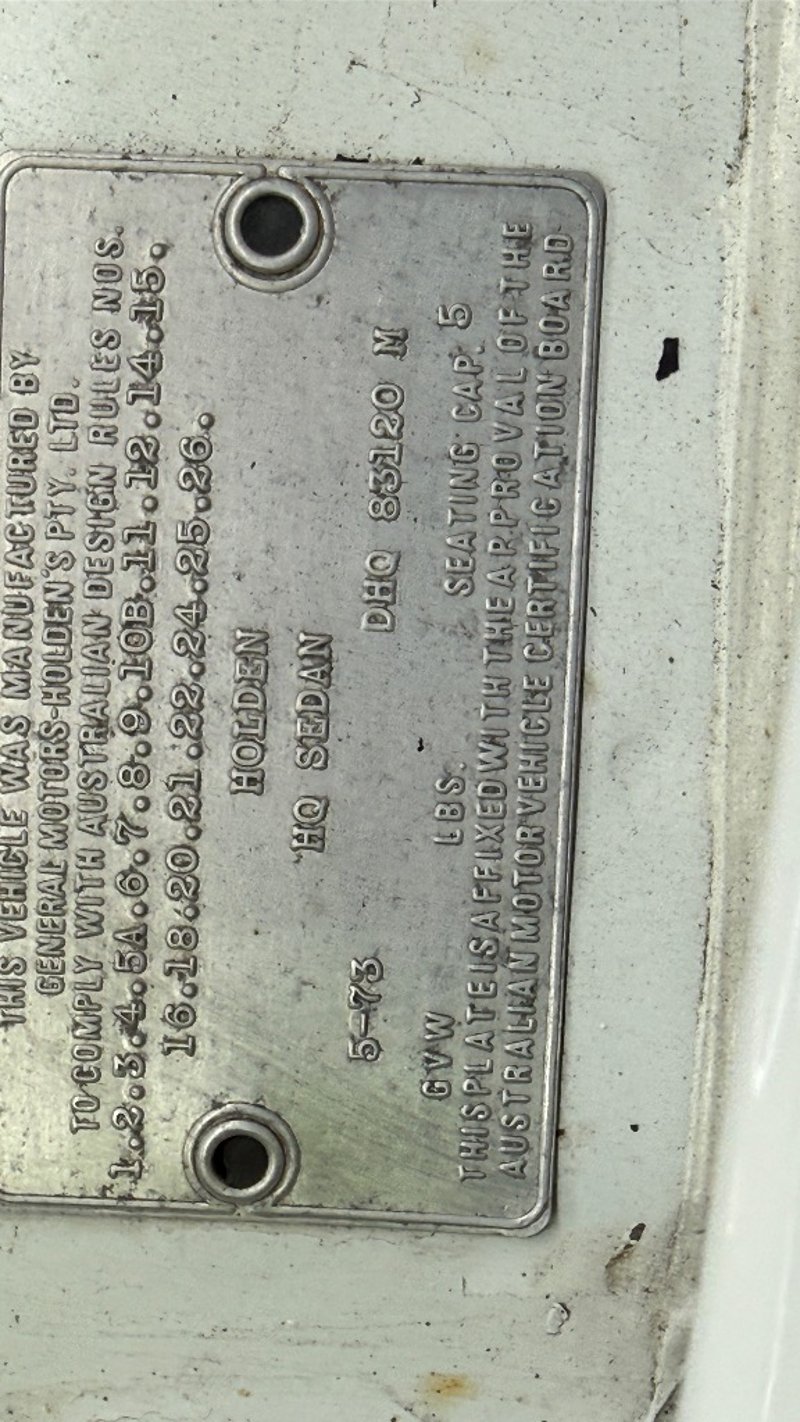 THIS VEHICLE WAS MANUFACTURED BY
GENERAL MOTORS-HOLDEN'S PTY. LTD.
TO COMPLY WITH AUSTRALIAN DESIGN RULES NOS.
1.2.3.4.5A.6.7.8.9.10B.11.12.14.15.
16.18.20.21.22.24.25.26.
HOLDEN
HQ SEDAN
5-73 DHQ 83120 M
GVW LBS. SEATING CAP. 5
THIS PLATE IS AFFIXED WITH THE APPROVAL OF THE
AUSTRALIAN MOTOR VEHICLE CERTIFICATION BOARD